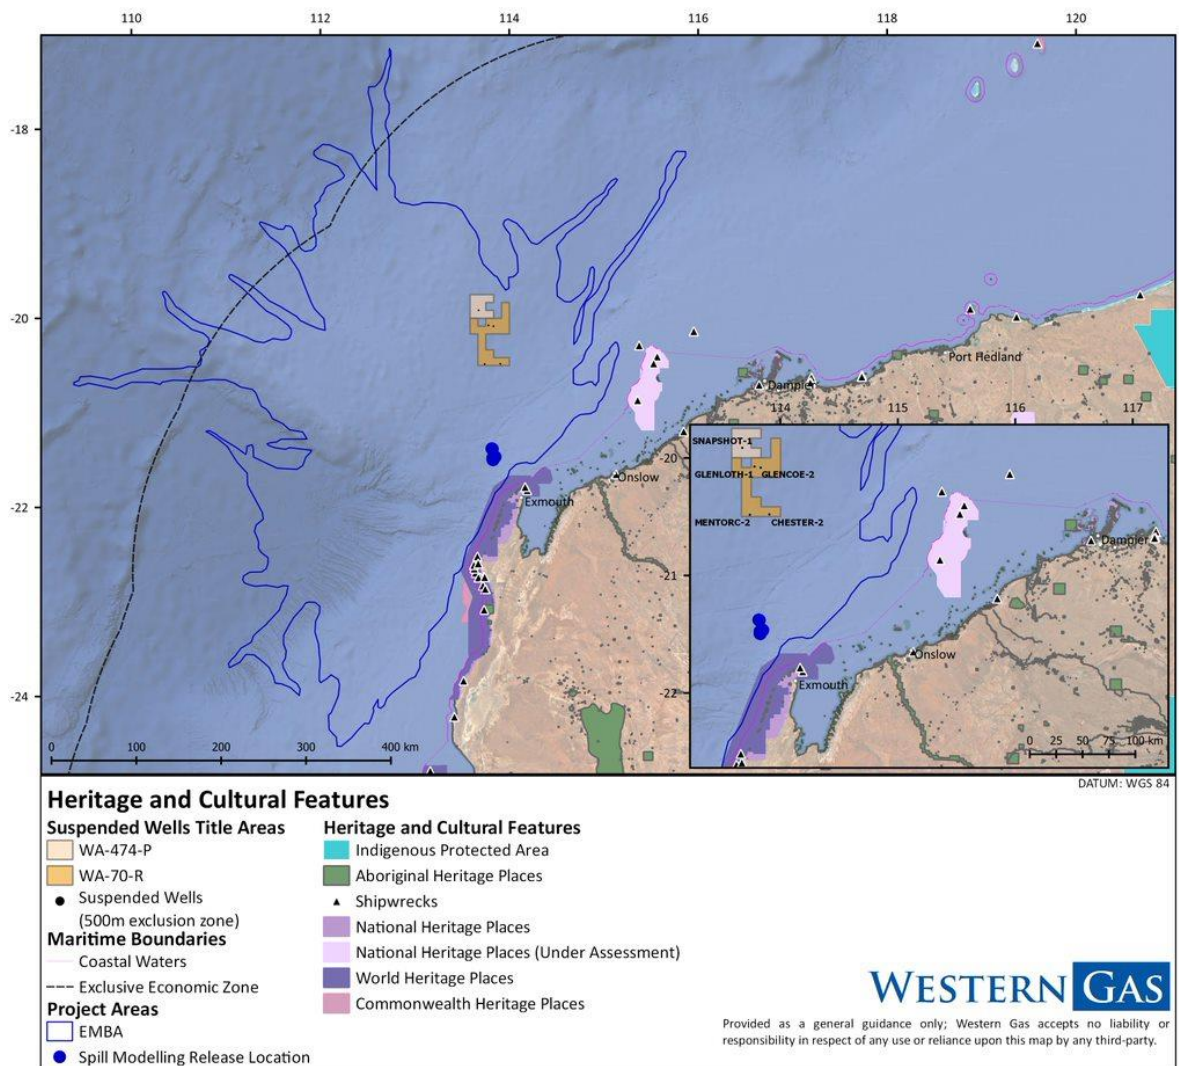 110 112 114 116 118 120
-18
-20
-22
-24
Port Hedland
Dampier
Onslow
Exmouth
0 100 200 300 400 km
114 115 116 117
-20
-21
-22
SNAPSHOT-1
GLENLOTH-1 GLENCOE-2
MENTORC-2 CHESTER-2
Dampier
Onslow
Exmouth
0 25 50 75 100 km
DATUM: WGS 84
Heritage and Cultural Features
Suspended Wells Title Areas
WA-474-P
WA-70-R
Suspended Wells
(500m exclusion zone)
Maritime Boundaries
Coastal Waters
Exclusive Economic Zone
Project Areas
EMBA
Spill Modelling Release Location
Heritage and Cultural Features
Indigenous Protected Area
Aboriginal Heritage Places
Shipwrecks
National Heritage Places
National Heritage Places (Under Assessment)
World Heritage Places
Commonwealth Heritage Places
WESTERN GAS
Provided as a general guidance only; Western Gas accepts no liability or
responsibility in respect of any use or reliance upon this map by any third-party.